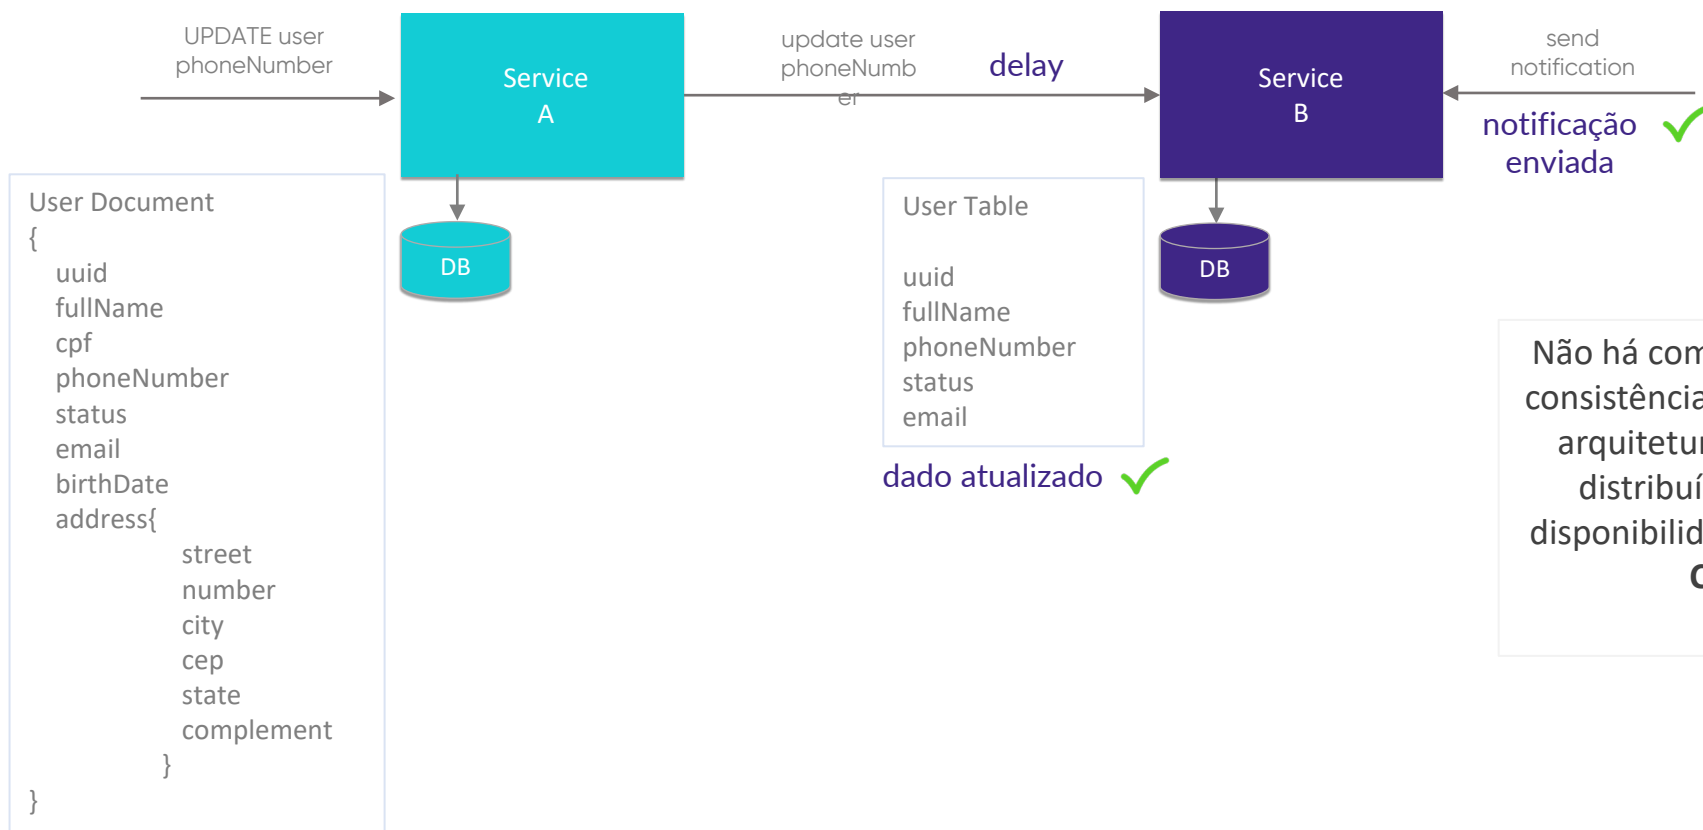 UPDATE user
phoneNumber
Service
A
update user
phoneNumb
er
delay
Service
B
send
notification
notificação
enviada
User Document
{
uuid
fullName
cpf
phoneNumber
status
email
birthDate
address{
street
number
city
cep
state
complement
}
}
DB
User Table
uuid
fullName
phoneNumber
status
email
dado atualizado
DB
Não há com
consistência
arquitetur
distribuí
disponibilid